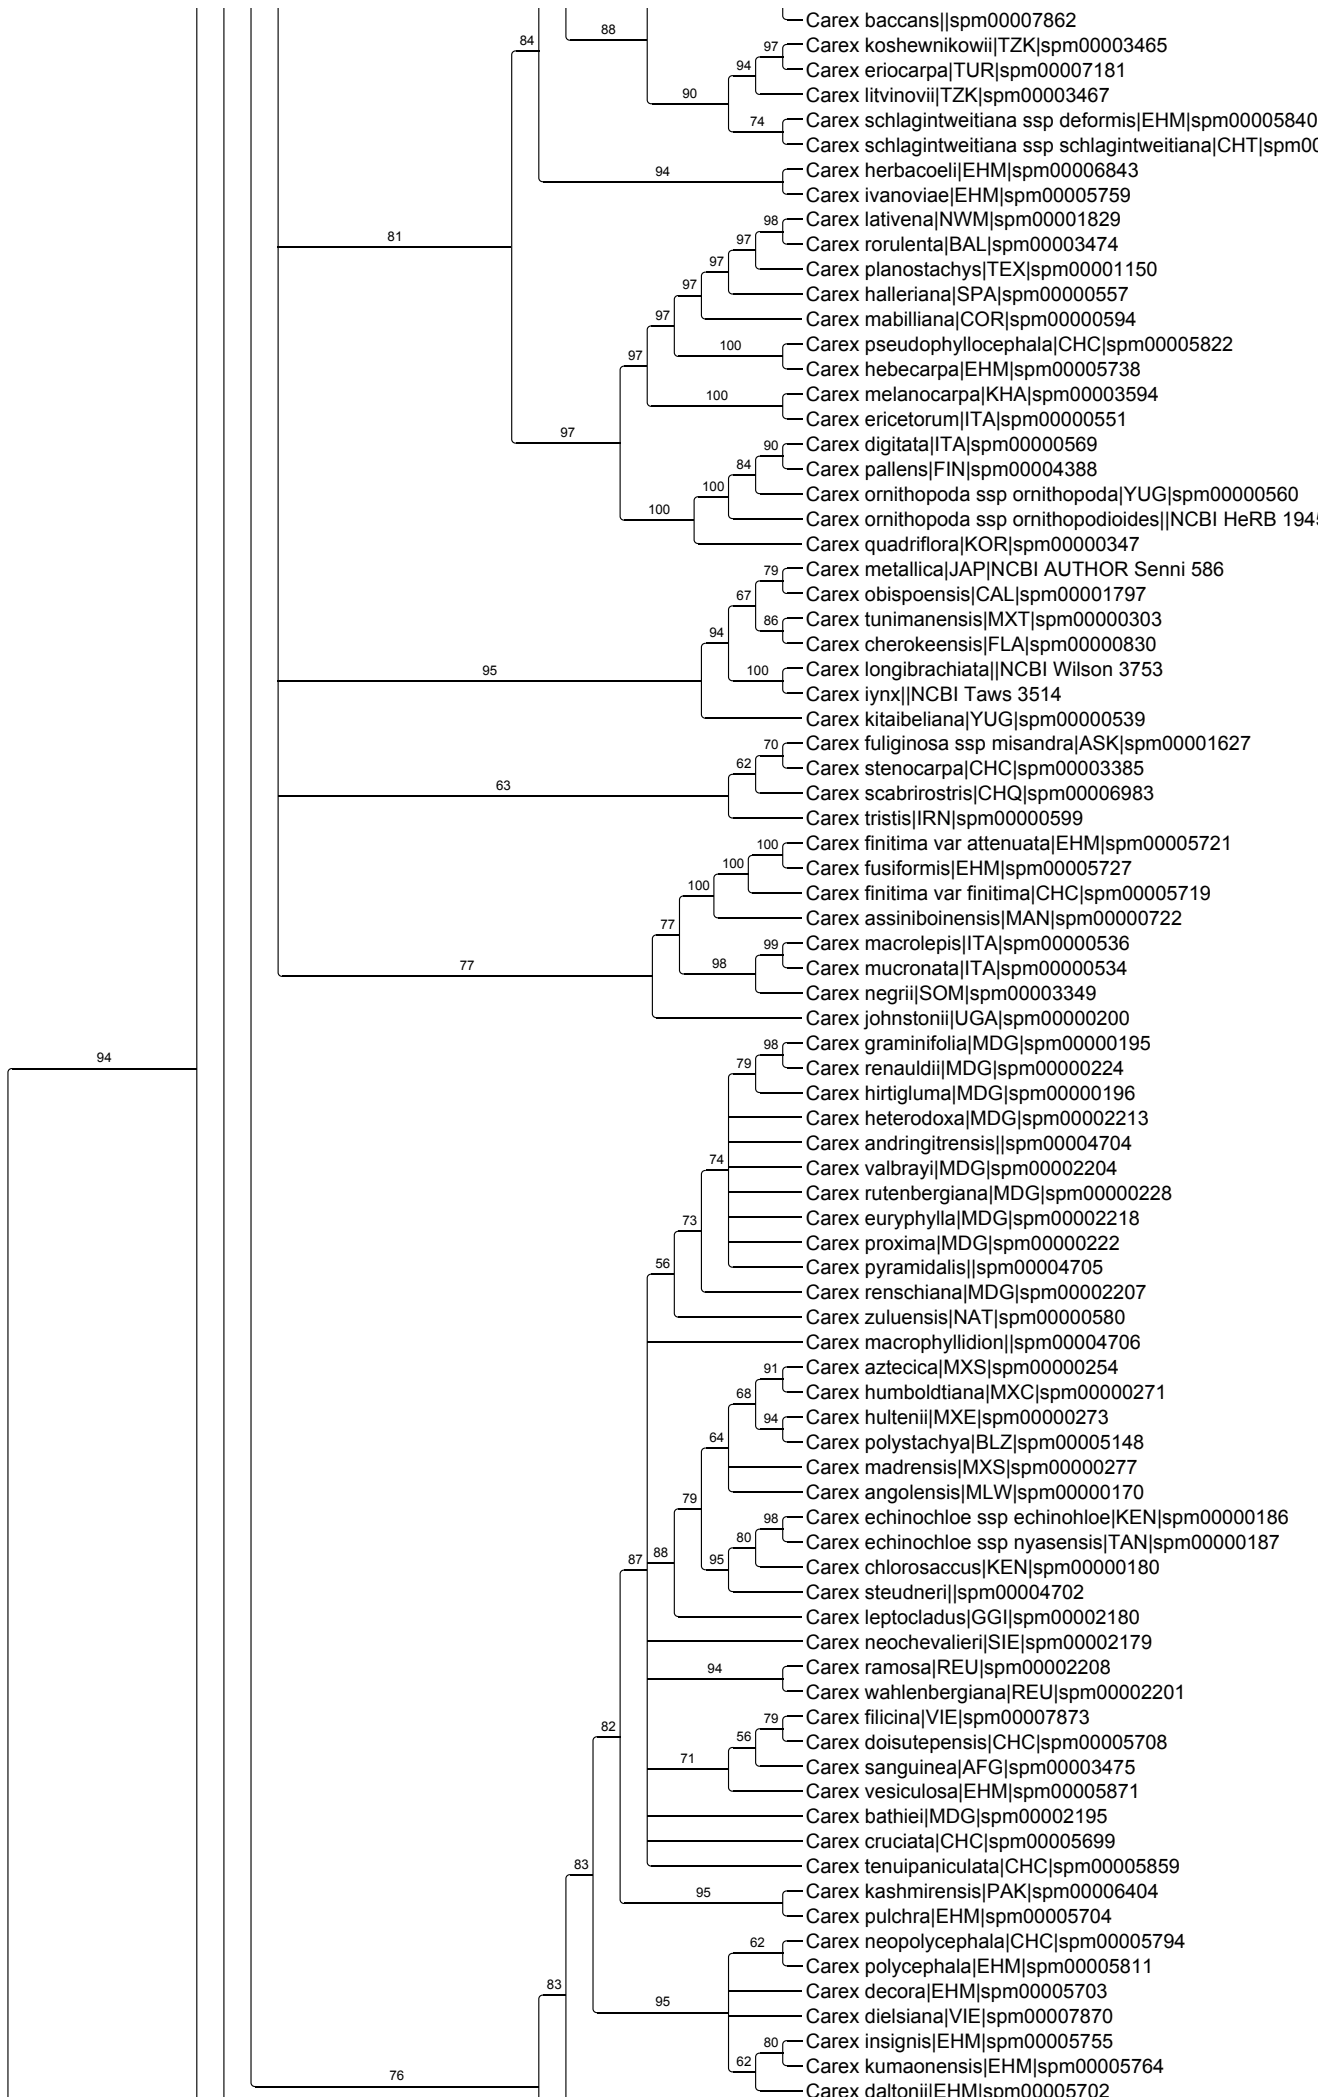 Carex baccans||spm00007862
88
84
97
Carex koshewnikowii|TZK|spm00003465
94
Carex eriocarpa|TUR|spm00007181
90
Carex litvinovii|TZK|spm00003467
74
Carex schlagintweitiana ssp deformis|EHM|spm00005840
Carex schlagintweitiana ssp schlagintweitiana|CHT|spm00
94
Carex herbacoeli|EHM|spm00006843
Carex ivanoviae|EHM|spm00005759
98
Carex lativena|NWM|spm00001829
81
97
Carex rorulenta|BAL|spm00003474
97
Carex planostachys|TEX|spm00001150
97
Carex halleriana|SPA|spm00000557
97
Carex mabilliana|COR|spm00000594
97
100
Carex pseudophyllocephala|CHC|spm00005822
Carex hebecarpa|EHM|spm00005738
100
Carex melanocarpa|KHA|spm00003594
Carex ericetorum|ITA|spm00000551
97
90
Carex digitata|ITA|spm00000569
84
Carex pallens|FIN|spm00004388
100
Carex ornithopoda ssp ornithopoda|YUG|spm00000560
100
Carex ornithopoda ssp ornithopodioides||NCBI HeRB 194
Carex quadriflora|KOR|spm00000347
79
Carex metallica|JAP|NCBI AUTHOR Senni 586
67
Carex obispoensis|CAL|spm00001797
86
Carex tunimanensis|MXT|spm00000303
94
Carex cherokeensis|FLA|spm00000830
95
100
Carex longibrachiata||NCBI Wilson 3753
Carex iynx||NCBI Taws 3514
Carex kitaibeliana|YUG|spm00000539
70
Carex fuliginosa ssp misandra|ASK|spm00001627
62
Carex stenocarpa|CHC|spm00003385
63
Carex scabrirostris|CHQ|spm00006983
Carex tristis|IRN|spm00000599
100
Carex finitima var attenuata|EHM|spm00005721
100
Carex fusiformis|EHM|spm00005727
100
Carex finitima var finitima|CHC|spm00005719
77
Carex assiniboinensis|MAN|spm00000722
99
Carex macrolepis|ITA|spm00000536
77
98
Carex mucronata|ITA|spm00000534
Carex negrii|SOM|spm00003349
Carex johnstonii|UGA|spm00000200
98
Carex graminifolia|MDG|spm00000195
94
79
Carex renauldii|MDG|spm00000224
Carex hirtigluma|MDG|spm00000196
Carex heterodoxa|MDG|spm00002213
Carex andringitrensis||spm00004704
74
Carex valbrayi|MDG|spm00002204
Carex rutenbergiana|MDG|spm00000228
73
Carex euryphylla|MDG|spm00002218
Carex proxima|MDG|spm00000222
56
Carex pyramidalis||spm00004705
Carex renschiana|MDG|spm00002207
Carex zuluensis|NAT|spm00000580
Carex macrophyllidion||spm00004706
91
Carex aztecica|MXS|spm00000254
68
Carex humboldtiana|MXC|spm00000271
94
Carex hultenii|MXE|spm00000273
64
Carex polystachya|BLZ|spm00005148
Carex madrensis|MXS|spm00000277
79
Carex angolensis|MLW|spm00000170
98
Carex echinochloe ssp echinohloe|KEN|spm00000186
80
Carex echinochloe ssp nyasensis|TAN|spm00000187
87
88
95
Carex chlorosaccus|KEN|spm00000180
Carex steudneri||spm00004702
Carex leptocladus|GGI|spm00002180
Carex neochevalieri|SIE|spm00002179
94
Carex ramosa|REU|spm00002208
Carex wahlenbergiana|REU|spm00002201
79
Carex filicina|VIE|spm00007873
82
56
Carex doisutepensis|CHC|spm00005708
71
Carex sanguinea|AFG|spm00003475
Carex vesiculosa|EHM|spm00005871
Carex bathiei|MDG|spm00002195
Carex cruciata|CHC|spm00005699
83
Carex tenuipaniculata|CHC|spm00005859
95
Carex kashmirensis|PAK|spm00006404
Carex pulchra|EHM|spm00005704
62
Carex neopolycephala|CHC|spm00005794
Carex polycephala|EHM|spm00005811
83
Carex decora|EHM|spm00005703
95
Carex dielsiana|VIE|spm00007870
80
Carex insignis|EHM|spm00005755
76
62
Carex kumaonensis|EHM|spm00005764
Carex daltonii|EHM|spm00005702